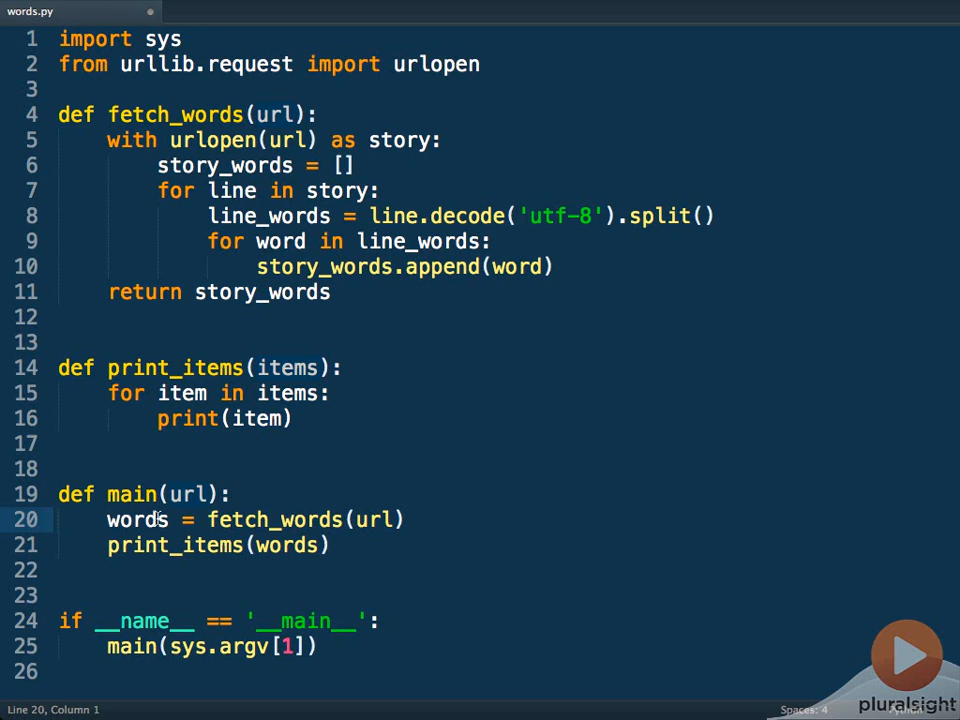 words.py
1 import sys
2 from urllib.request import urlopen
3
4 def fetch_words(url):
5     with urlopen(url) as story:
6         story_words = []
7         for line in story:
8             line_words = line.decode('utf-8').split()
9             for word in line_words:
10                 story_words.append(word)
11     return story_words
12
13
14 def print_items(items):
15     for item in items:
16         print(item)
17
18
19 def main(url):
20     words = fetch_words(url)
21     print_items(words)
22
23
24 if __name__ == '__main__':
25     main(sys.argv[1])
26
pluralsight
Line 20, Column 1 Spaces: 4 Python